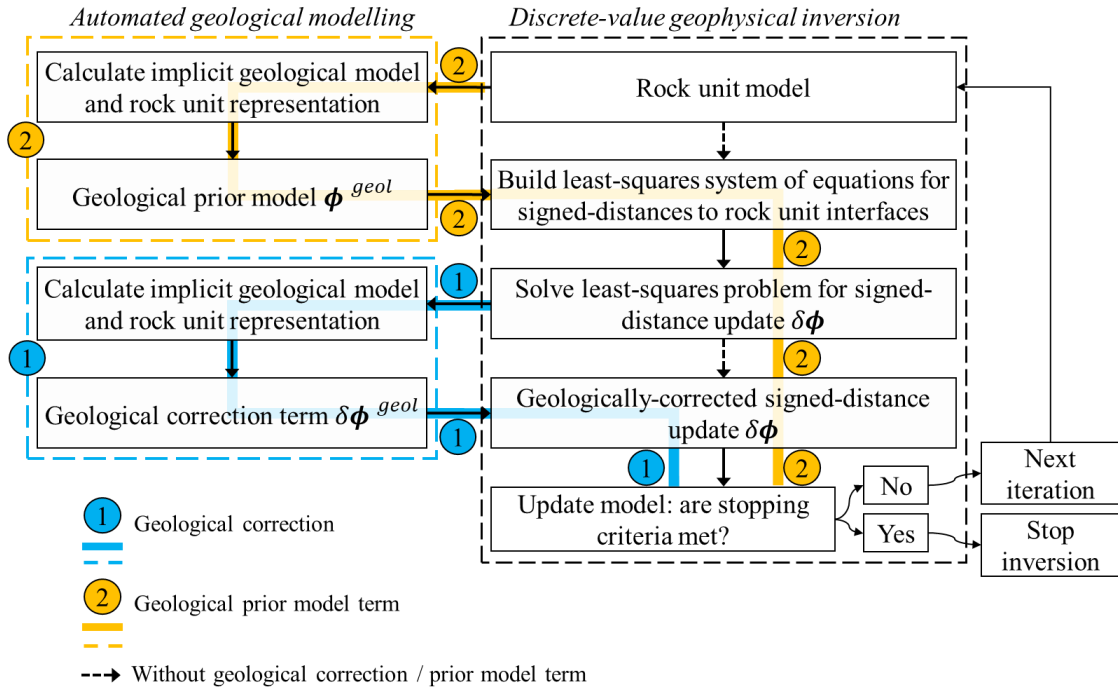 Automated geological modelling
Discrete-value geophysical inversion
Calculate implicit geological model
and rock unit representation
2
2
Geological prior model ϕ geol
2
Rock unit model
Build least-squares system of equations for
signed-distances to rock unit interfaces
2
Calculate implicit geological model
and rock unit representation
1
1
Geological correction term δϕ geol
1
Solve least-squares problem for signed-
distance update δϕ
2
Geologically-corrected signed-distance
update δϕ
1
2
Update model: are stopping
criteria met?
No
Yes
Next
iteration
Stop
inversion
1 Geological correction
2 Geological prior model term
Without geological correction / prior model term